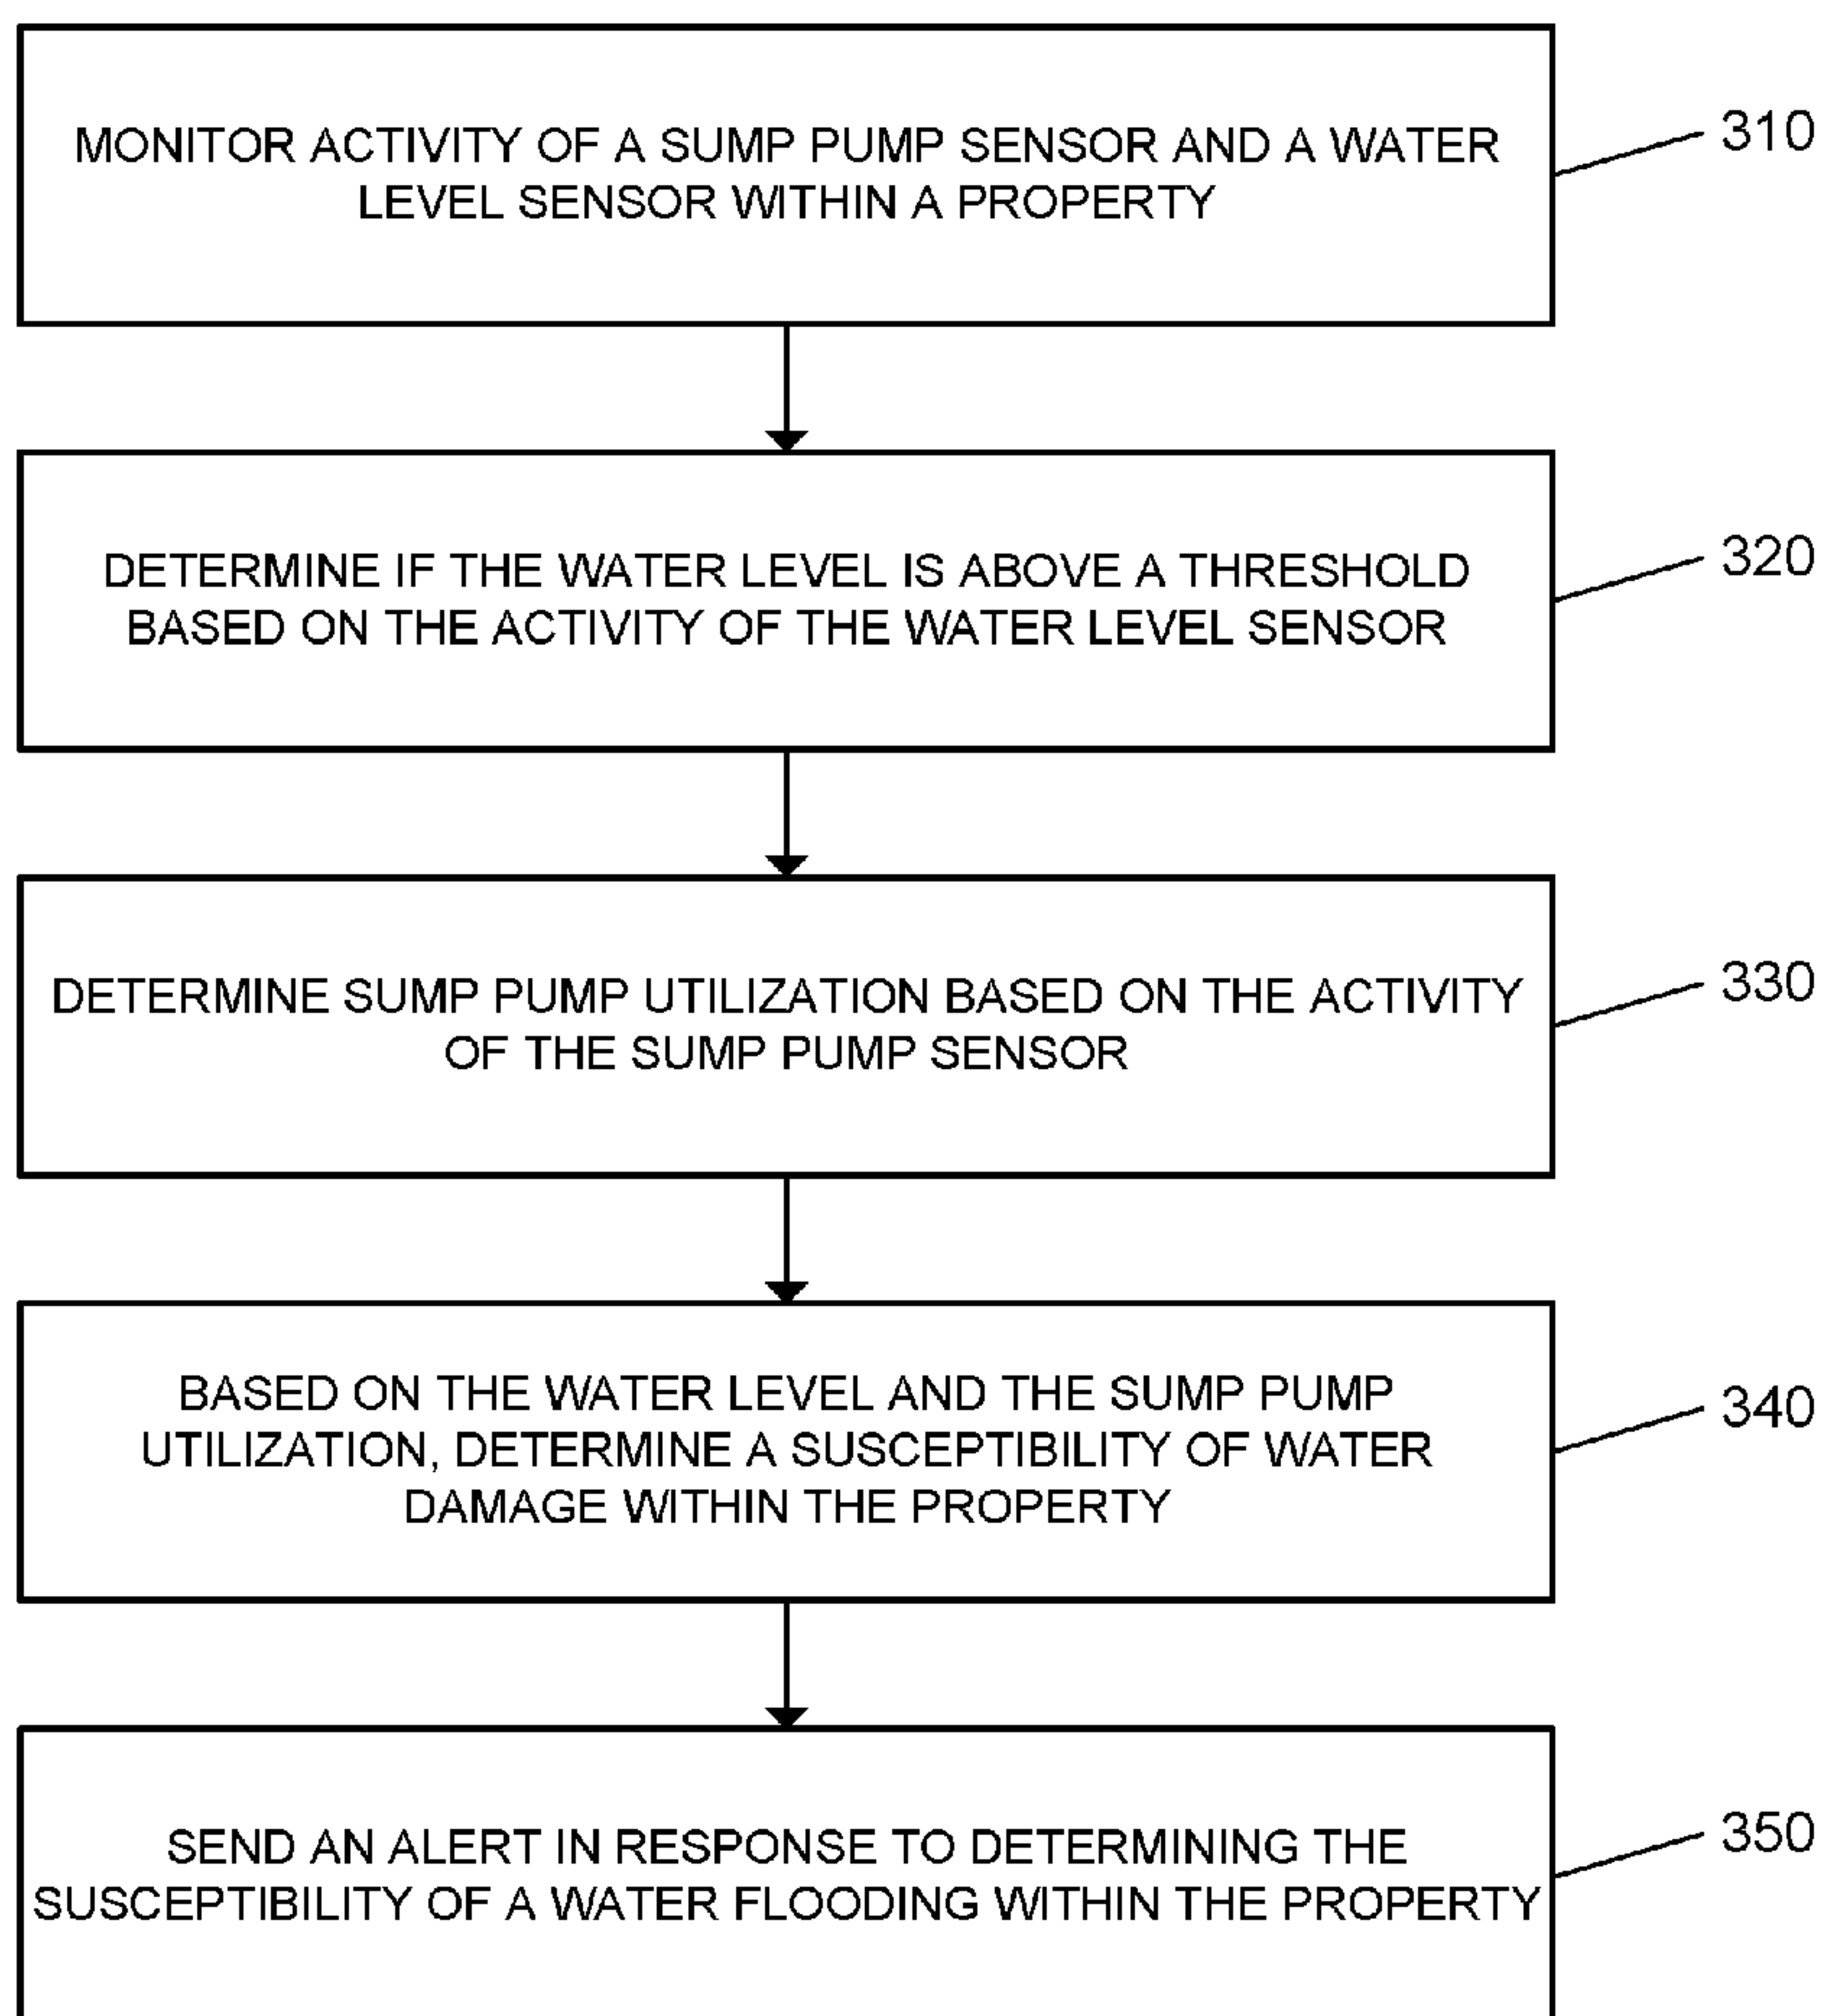 MONITOR ACTIVITY OF A SUMP PUMP SENSOR AND A WATER
LEVEL SENSOR WITHIN A PROPERTY
310
DETERMINE IF THE WATER LEVEL IS ABOVE A THRESHOLD
BASED ON THE ACTIVITY OF THE WATER LEVEL SENSOR
320
DETERMINE SUMP PUMP UTILIZATION BASED ON THE ACTIVITY
OF THE SUMP PUMP SENSOR
330
BASED ON THE WATER LEVEL AND THE SUMP PUMP
UTILIZATION, DETERMINE A SUSCEPTIBILITY OF WATER
DAMAGE WITHIN THE PROPERTY
340
SEND AN ALERT IN RESPONSE TO DETERMINING THE
SUSCEPTIBILITY OF A WATER FLOODING WITHIN THE PROPERTY
350